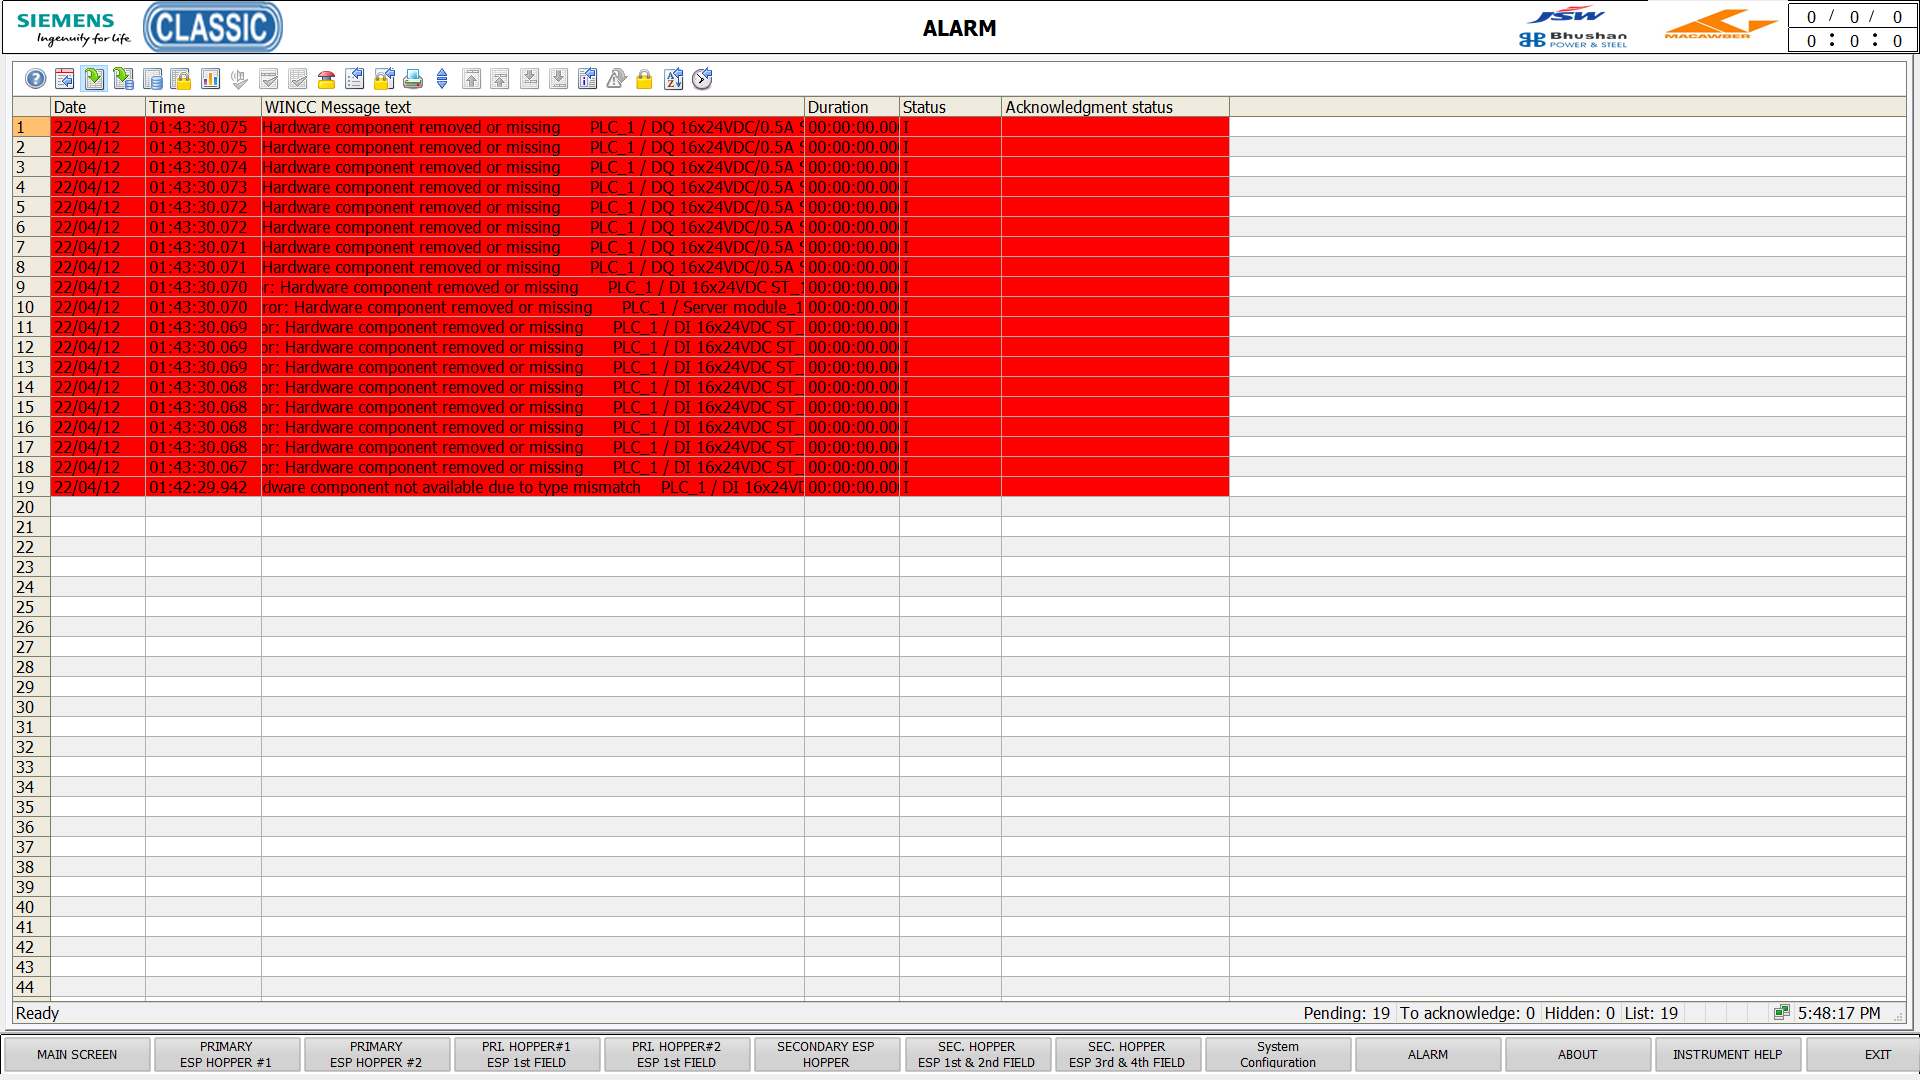 SIEMENS
Ingenuity for life
CLASSIC
ALARM
JSW
Bhushan
POWER & STEEL
MACAWBER
0 / 0 / 0
0 : 0 : 0
Date Time WINCC Message text Duration Status Acknowledgment status
1 22/04/12 01:43:30.075 Hardware component removed or missing PLC_1 / DQ 16x24VDC/0.5A S 00:00:00.00 I
2 22/04/12 01:43:30.075 Hardware component removed or missing PLC_1 / DQ 16x24VDC/0.5A S 00:00:00.00 I
3 22/04/12 01:43:30.074 Hardware component removed or missing PLC_1 / DQ 16x24VDC/0.5A S 00:00:00.00 I
4 22/04/12 01:43:30.073 Hardware component removed or missing PLC_1 / DQ 16x24VDC/0.5A S 00:00:00.00 I
5 22/04/12 01:43:30.072 Hardware component removed or missing PLC_1 / DQ 16x24VDC/0.5A S 00:00:00.00 I
6 22/04/12 01:43:30.072 Hardware component removed or missing PLC_1 / DQ 16x24VDC/0.5A S 00:00:00.00 I
7 22/04/12 01:43:30.071 Hardware component removed or missing PLC_1 / DQ 16x24VDC/0.5A S 00:00:00.00 I
8 22/04/12 01:43:30.071 Hardware component removed or missing PLC_1 / DQ 16x24VDC/0.5A S 00:00:00.00 I
9 22/04/12 01:43:30.070 r: Hardware component removed or missing PLC_1 / DI 16x24VDC ST_ 00:00:00.00 I
10 22/04/12 01:43:30.070 ror: Hardware component removed or missing PLC_1 / Server module_1 00:00:00.00 I
11 22/04/12 01:43:30.069 or: Hardware component removed or missing PLC_1 / DI 16x24VDC ST_ 00:00:00.00 I
12 22/04/12 01:43:30.069 or: Hardware component removed or missing PLC_1 / DI 16x24VDC ST_ 00:00:00.00 I
13 22/04/12 01:43:30.069 or: Hardware component removed or missing PLC_1 / DI 16x24VDC ST_ 00:00:00.00 I
14 22/04/12 01:43:30.068 or: Hardware component removed or missing PLC_1 / DI 16x24VDC ST_ 00:00:00.00 I
15 22/04/12 01:43:30.068 or: Hardware component removed or missing PLC_1 / DI 16x24VDC ST_ 00:00:00.00 I
16 22/04/12 01:43:30.068 or: Hardware component removed or missing PLC_1 / DI 16x24VDC ST_ 00:00:00.00 I
17 22/04/12 01:43:30.068 or: Hardware component removed or missing PLC_1 / DI 16x24VDC ST_ 00:00:00.00 I
18 22/04/12 01:43:30.067 or: Hardware component removed or missing PLC_1 / DI 16x24VDC ST_ 00:00:00.00 I
19 22/04/12 01:42:29.942 dware component not available due to type mismatch PLC_1 / DI 16x24VD 00:00:00.00 I
20
21
22
23
24
25
26
27
28
29
30
31
32
33
34
35
36
37
38
39
40
41
42
43
44
Ready Pending: 19 To acknowledge: 0 Hidden: 0 List: 19 5:48:17 PM
MAIN SCREEN
PRIMARY
ESP HOPPER #1
PRIMARY
ESP HOPPER #2
PRI. HOPPER#1
ESP 1st FIELD
PRI. HOPPER#2
ESP 1st FIELD
SECONDARY ESP
HOPPER
SEC. HOPPER
ESP 1st & 2nd FIELD
SEC. HOPPER
ESP 3rd & 4th FIELD
System
Configuration
ALARM
ABOUT
INSTRUMENT HELP
EXIT